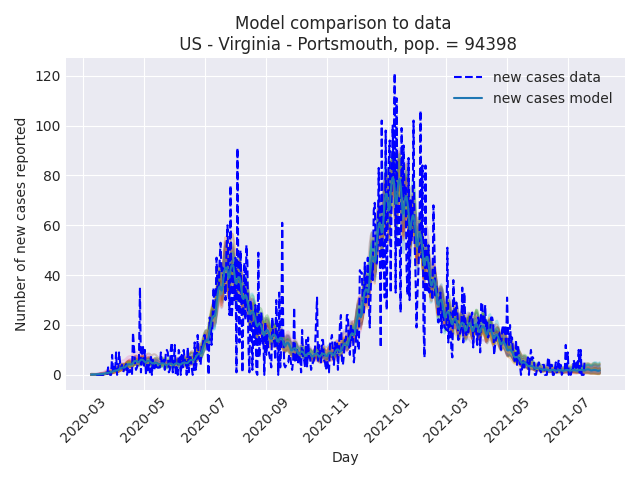 Model comparison to data
US - Virginia - Portsmouth, pop. = 94398
new cases data
new cases model
Number of new cases reported
120
100
80
60
40
20
0
2020-03
2020-05
2020-07
2020-09
2020-11
2021-01
2021-03
2021-05
2021-07
Day